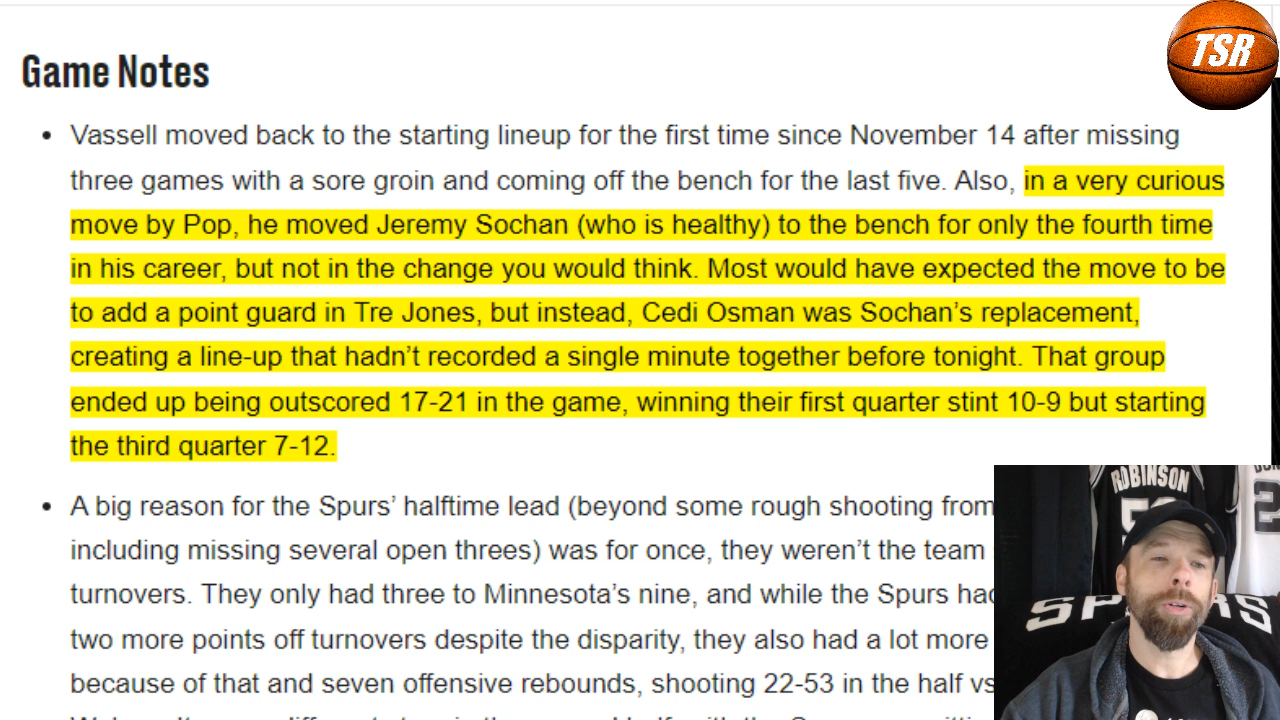 TSR
Game Notes
• Vassell moved back to the starting lineup for the first time since November 14 after missing
three games with a sore groin and coming off the bench for the last five. Also, in a very curious
move by Pop, he moved Jeremy Sochan (who is healthy) to the bench for only the fourth time
in his career, but not in the change you would think. Most would have expected the move to be
to add a point guard in Tre Jones, but instead, Cedi Osman was Sochan’s replacement,
creating a line-up that hadn’t recorded a single minute together before tonight. That group
ended up being outscored 17-21 in the game, winning their first quarter stint 10-9 but starting
the third quarter 7-12.
• A big reason for the Spurs’ halftime lead (beyond some rough shooting from
including missing several open threes) was for once, they weren’t the team
turnovers. They only had three to Minnesota’s nine, and while the Spurs had
two more points off turnovers despite the disparity, they also had a lot more
because of that and seven offensive rebounds, shooting 22-53 in the half vs
ROBINSON